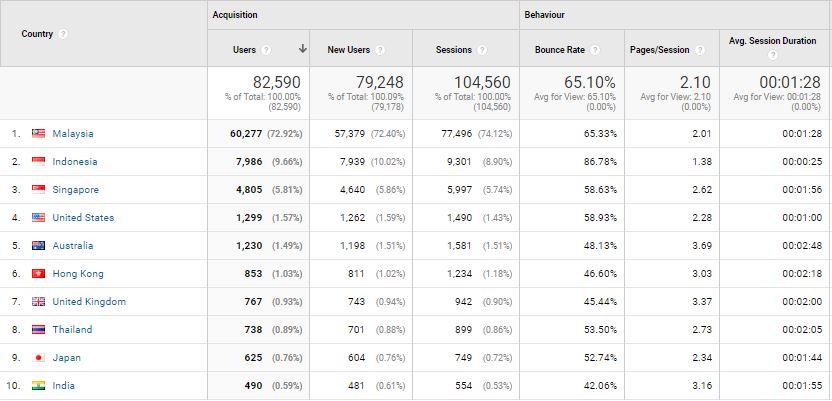 Country ? Acquisition Behaviour
Users ? New Users ? Sessions ? Bounce Rate ? Pages/Session ? Avg. Session Duration ?
82,590 79,248 104,560 65.10% 2.10 00:01:28
% of Total: 100.00% % of Total: 100.09% % of Total: 100.00% Avg for View: 65.10% Avg for View: 2.10 Avg for View: 00:01:28
(82,590) (79,178) (104,560) (0.00%) (0.00%) (0.00%)
1. Malaysia 60,277 (72.92%) 57,379 (72.40%) 77,496 (74.12%) 65.33% 2.01 00:01:28
2. Indonesia 7,986 (9.66%) 7,939 (10.02%) 9,301 (8.90%) 86.78% 1.38 00:00:25
3. Singapore 4,805 (5.81%) 4,640 (5.86%) 5,997 (5.74%) 58.63% 2.62 00:01:56
4. United States 1,299 (1.57%) 1,262 (1.59%) 1,490 (1.43%) 58.93% 2.28 00:01:00
5. Australia 1,230 (1.49%) 1,198 (1.51%) 1,581 (1.51%) 48.13% 3.69 00:02:48
6. Hong Kong 853 (1.03%) 811 (1.02%) 1,234 (1.18%) 46.60% 3.03 00:02:18
7. United Kingdom 767 (0.93%) 743 (0.94%) 942 (0.90%) 45.44% 3.37 00:02:00
8. Thailand 738 (0.89%) 701 (0.88%) 899 (0.86%) 53.50% 2.73 00:02:05
9. Japan 625 (0.76%) 604 (0.76%) 749 (0.72%) 52.74% 2.34 00:01:44
10. India 490 (0.59%) 481 (0.61%) 554 (0.53%) 42.06% 3.16 00:01:55